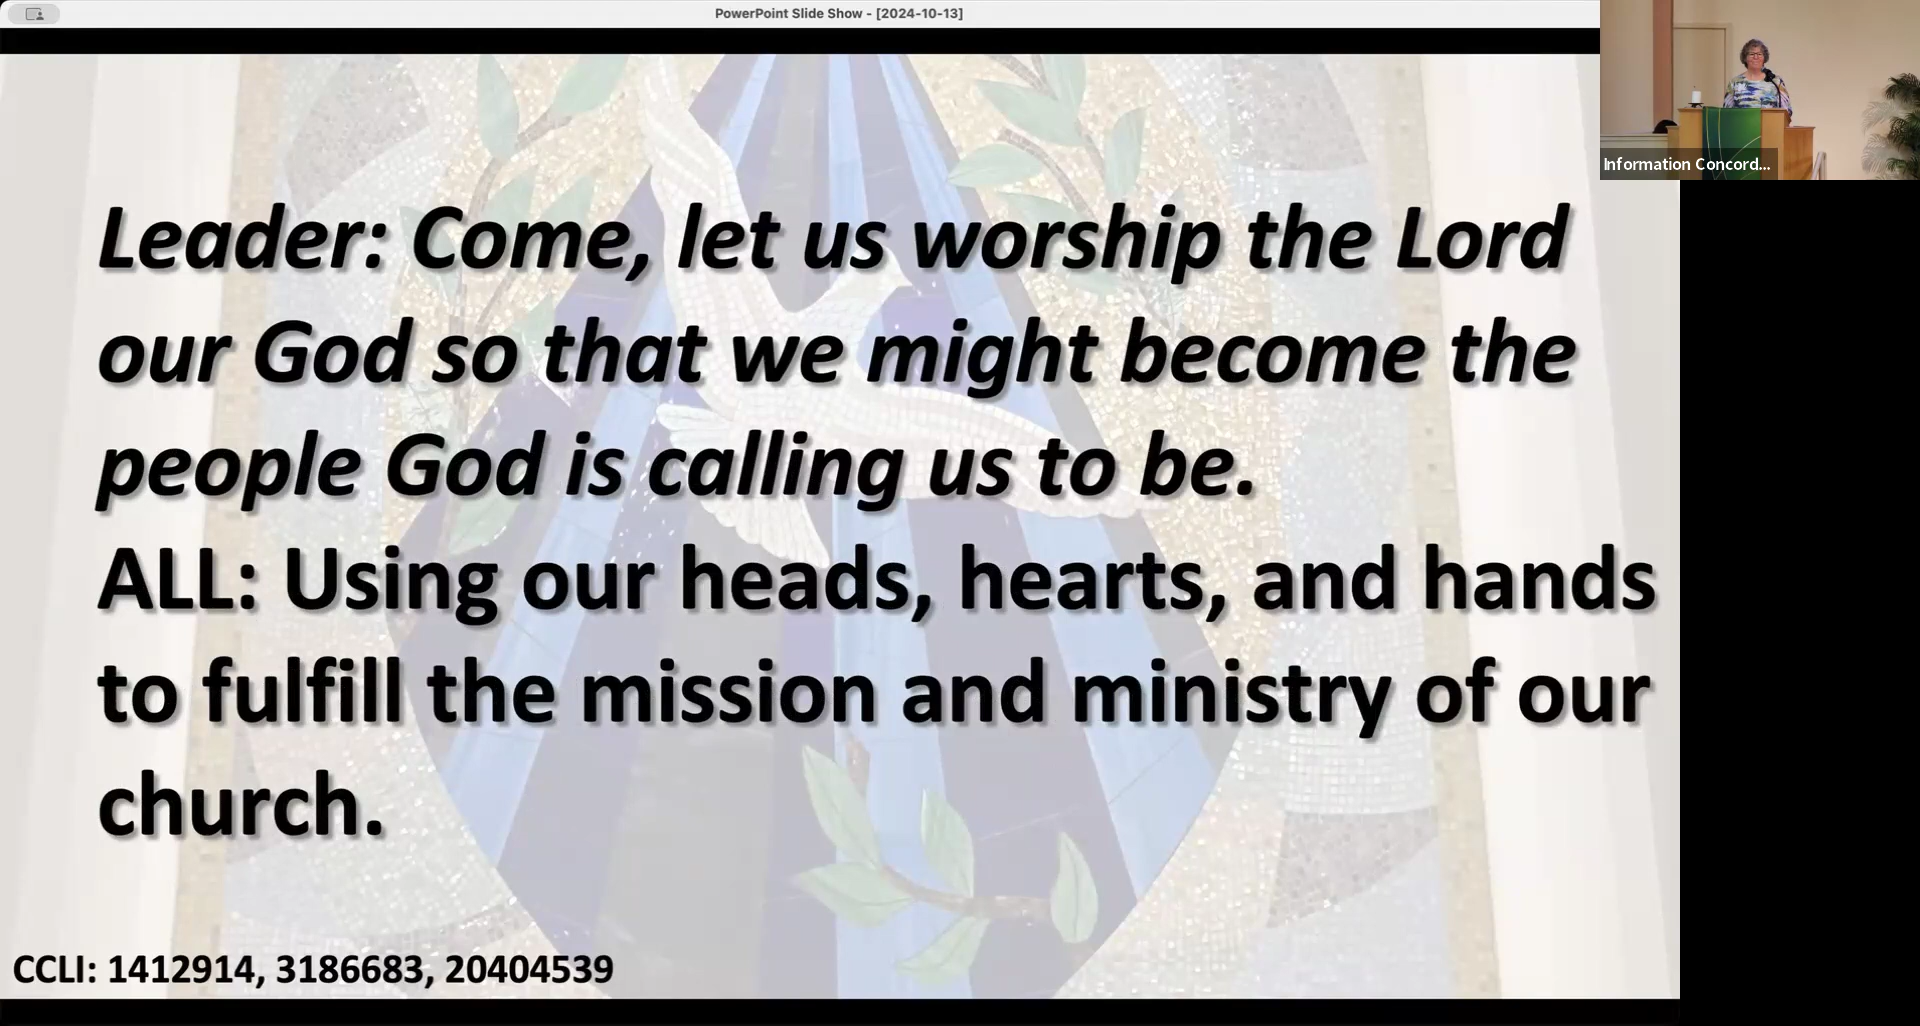 PowerPoint Slide Show - [2024-10-13]
Information Concord...
Leader: Come, let us worship the Lord
our God so that we might become the
people God is calling us to be.
ALL: Using our heads, hearts, and hands
to fulfill the mission and ministry of our
church.
CCLI: 1412914, 3186683, 20404539